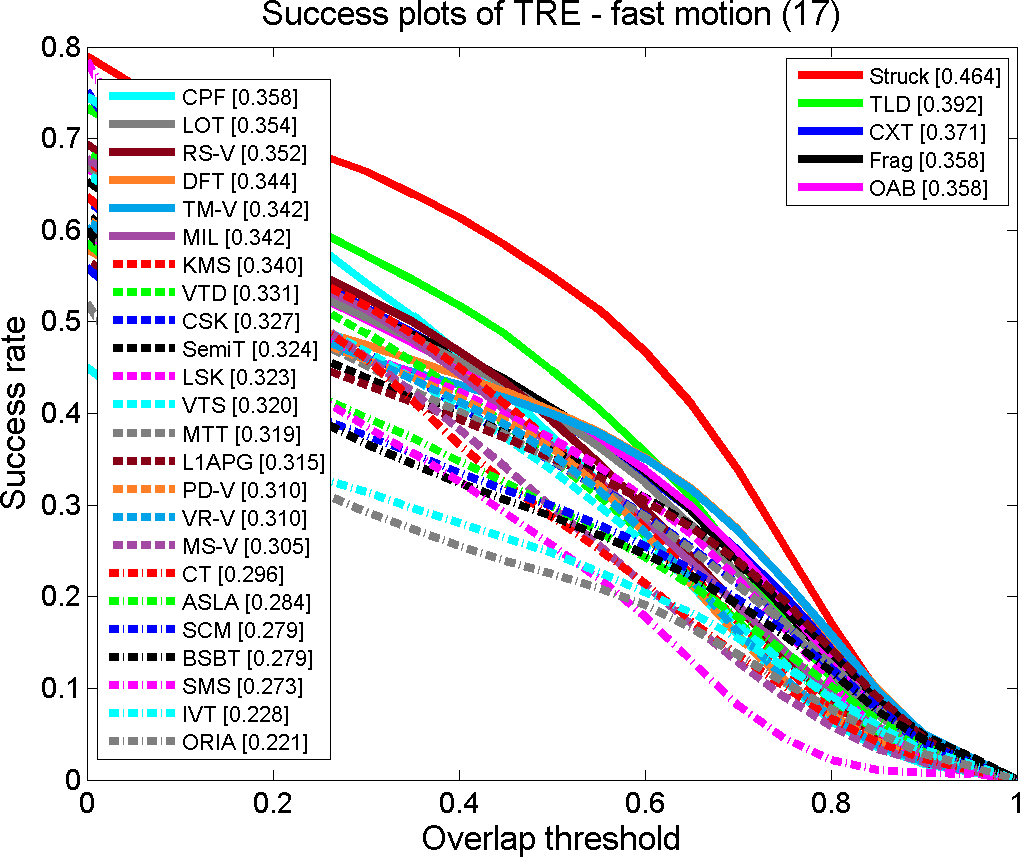 Success plots of TRE - fast motion (17)
Success rate
0.8
0.7
0.6
0.5
0.4
0.3
0.2
0.1
0
CPF [0.358]
LOT [0.354]
RS-V [0.352]
DFT [0.344]
TM-V [0.342]
MIL [0.342]
KMS [0.340]
VTD [0.331]
CSK [0.327]
SemiT [0.324]
LSK [0.323]
VTS [0.320]
MTT [0.319]
L1APG [0.315]
PD-V [0.310]
VR-V [0.310]
MS-V [0.305]
CT [0.296]
ASLA [0.284]
SCM [0.279]
BSBT [0.279]
SMS [0.273]
IVT [0.228]
ORIA [0.221]
Struck [0.464]
TLD [0.392]
CXT [0.371]
Frag [0.358]
OAB [0.358]
0 0.2 0.4 0.6 0.8 1
Overlap threshold